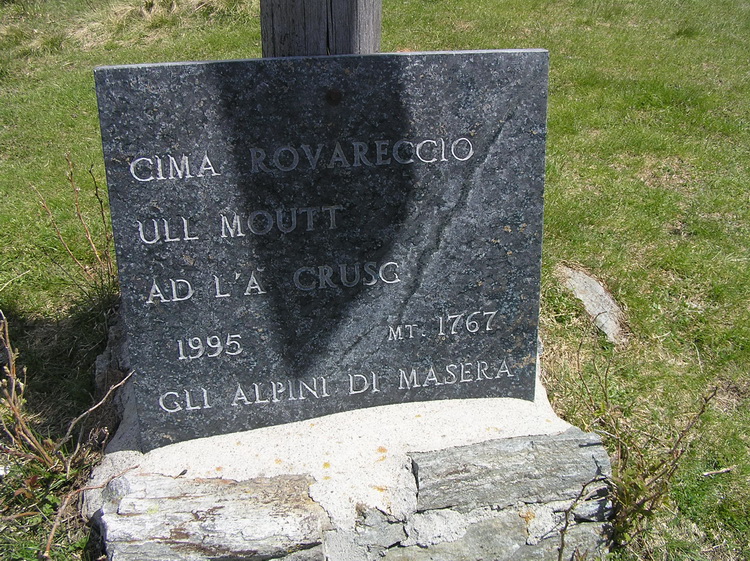 CIMA ROVARECCIO
ULL MOUTT
AD L'A CRUSG
1995 MT. 1767
GLI ALPINI DI MASERA